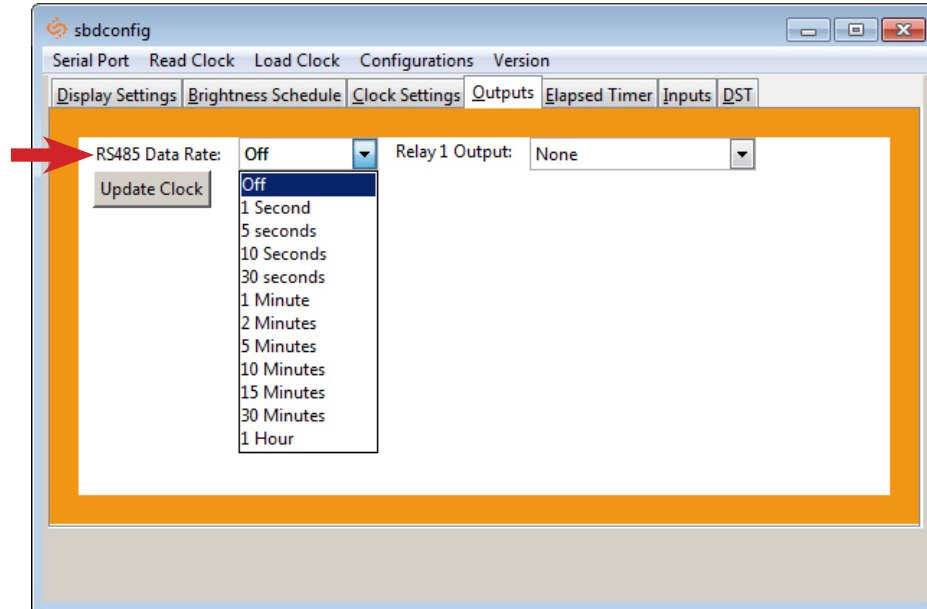 sbdconfig
Serial Port Read Clock Load Clock Configurations Version
Display Settings Brightness Schedule Clock Settings Outputs Elapsed Timer Inputs DST
RS485 Data Rate: Off Relay 1 Output: None
Update Clock
Off
1 Second
5 seconds
10 Seconds
30 seconds
1 Minute
2 Minutes
5 Minutes
10 Minutes
15 Minutes
30 Minutes
1 Hour